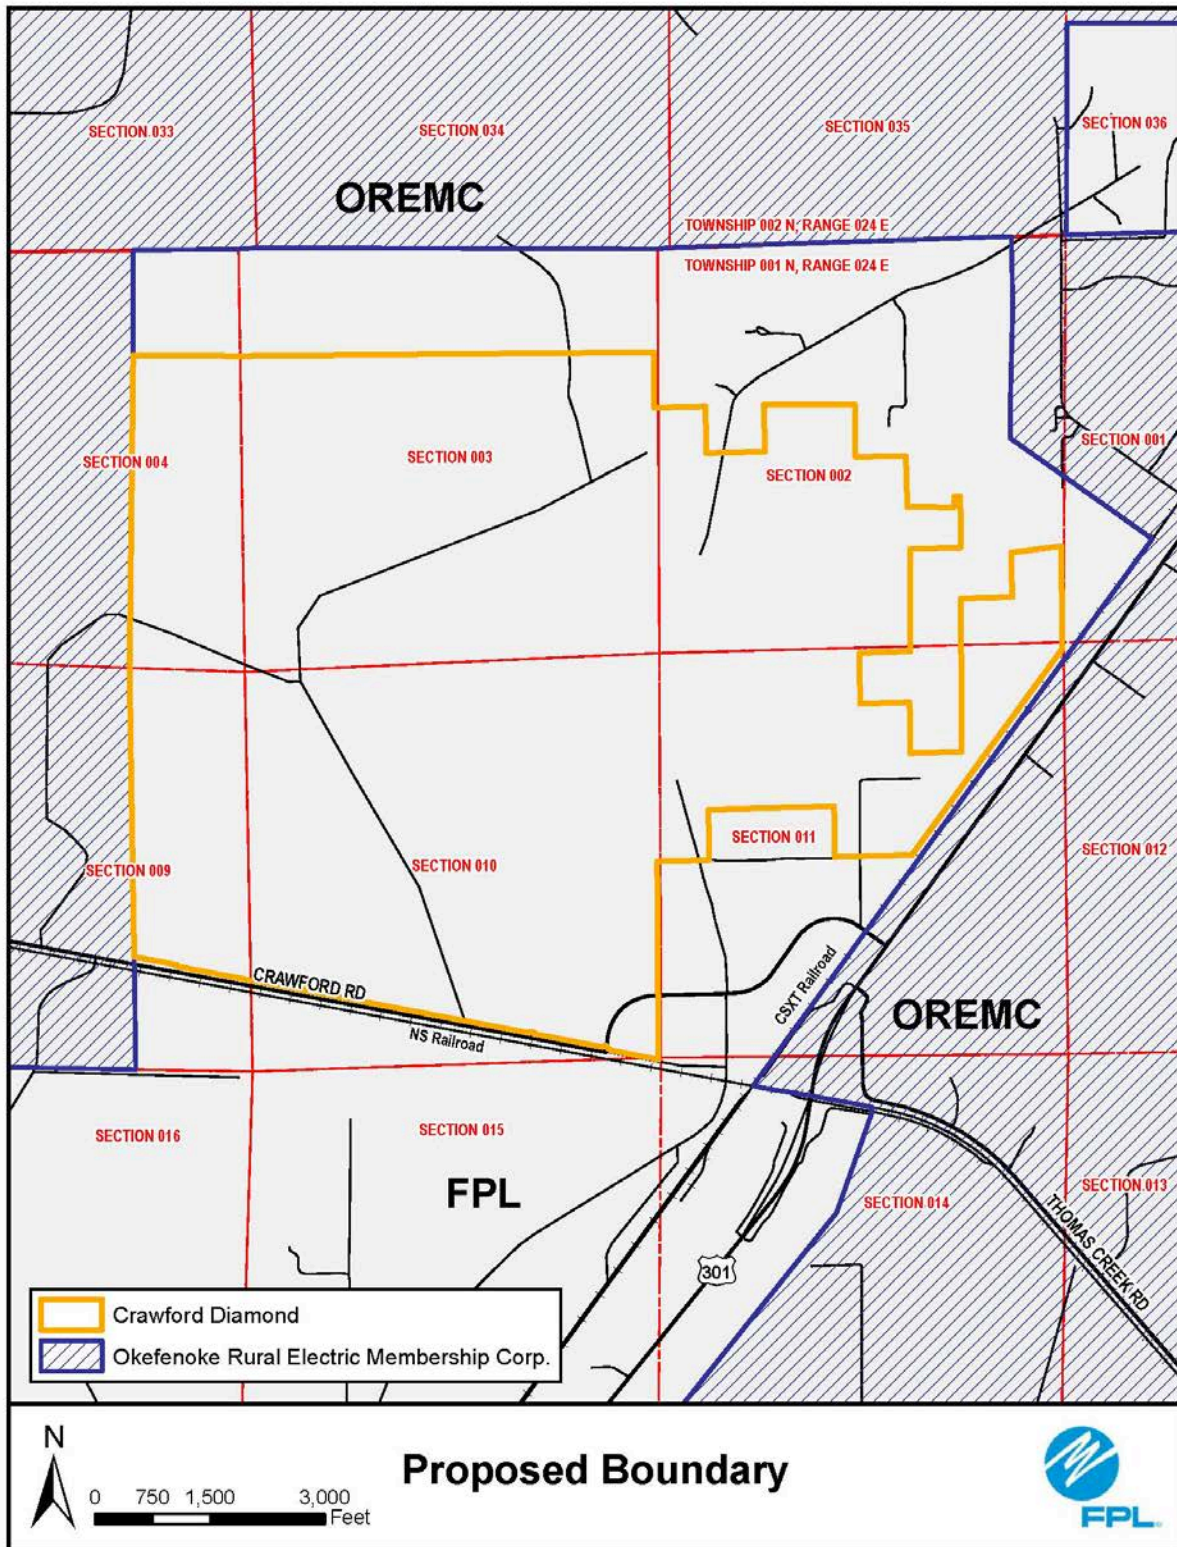 SECTION 033
SECTION 034
SECTION 035
SECTION 036
OREMC
TOWNSHIP 002 N, RANGE 024 E
TOWNSHIP 001 N, RANGE 024 E
SECTION 004
SECTION 003
SECTION 002
SECTION 001
SECTION 009
SECTION 010
SECTION 011
SECTION 012
CRAWFORD RD
NS Railroad
CSXT Railroad
OREMC
SECTION 016
SECTION 015
FPL
SECTION 014
SECTION 013
THOMAS CREEK RD
301
Crawford Diamond
Okefenoke Rural Electric Membership Corp.
N
0 750 1,500 3,000
Feet
Proposed Boundary
FPL